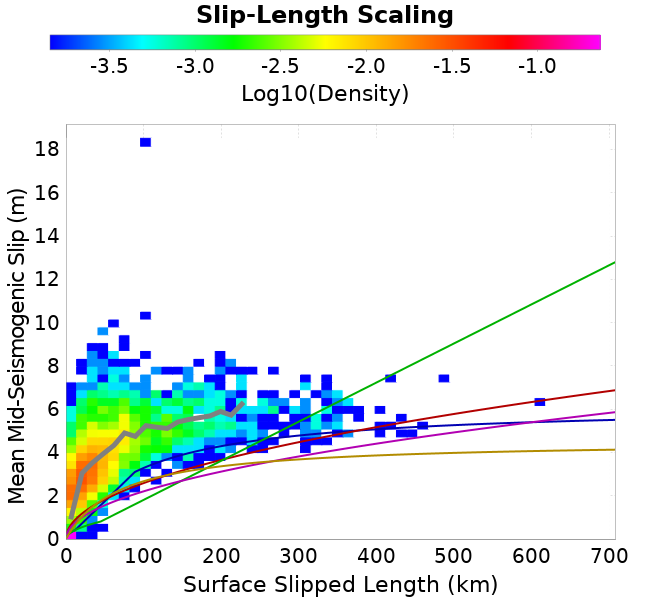 Slip-Length Scaling
-3.5 -3.0 -2.5 -2.0 -1.5 -1.0
Log10(Density)
18
16
14
12
10
8
6
4
2
0
Mean Mid-Seismogenic Slip (m)
0 100 200 300 400 500 600 700
Surface Slipped Length (km)